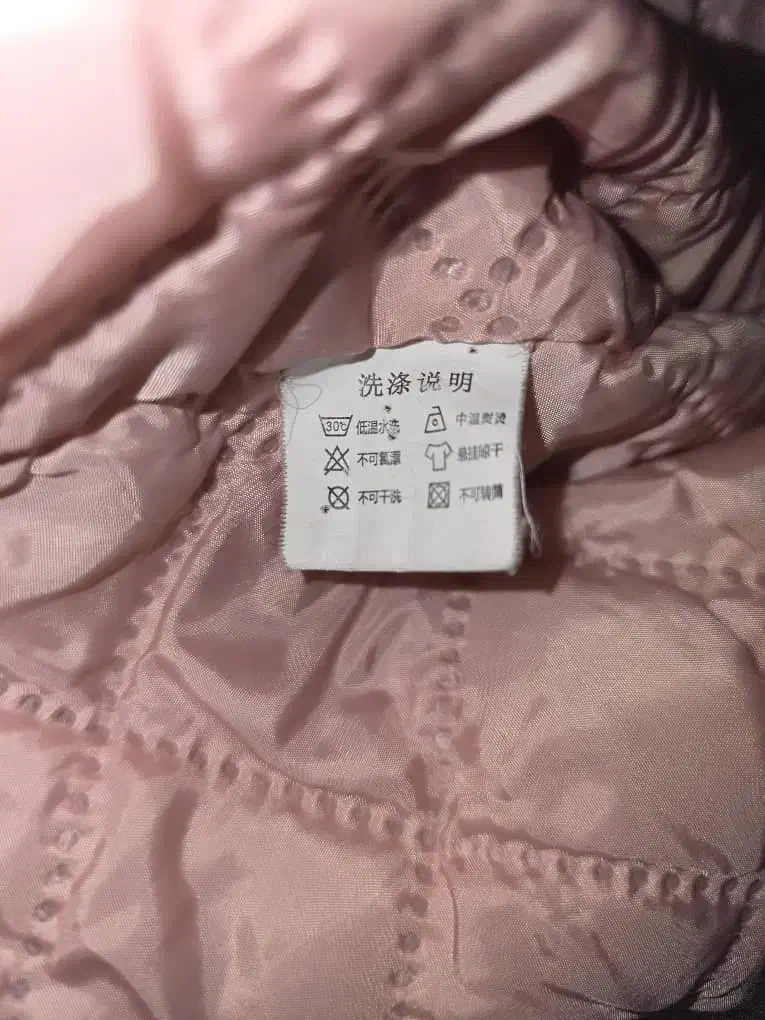 洗涤说明
30℃ 低温水洗 中温熨烫
不可氯漂 悬挂晾干
不可干洗 不可转筒